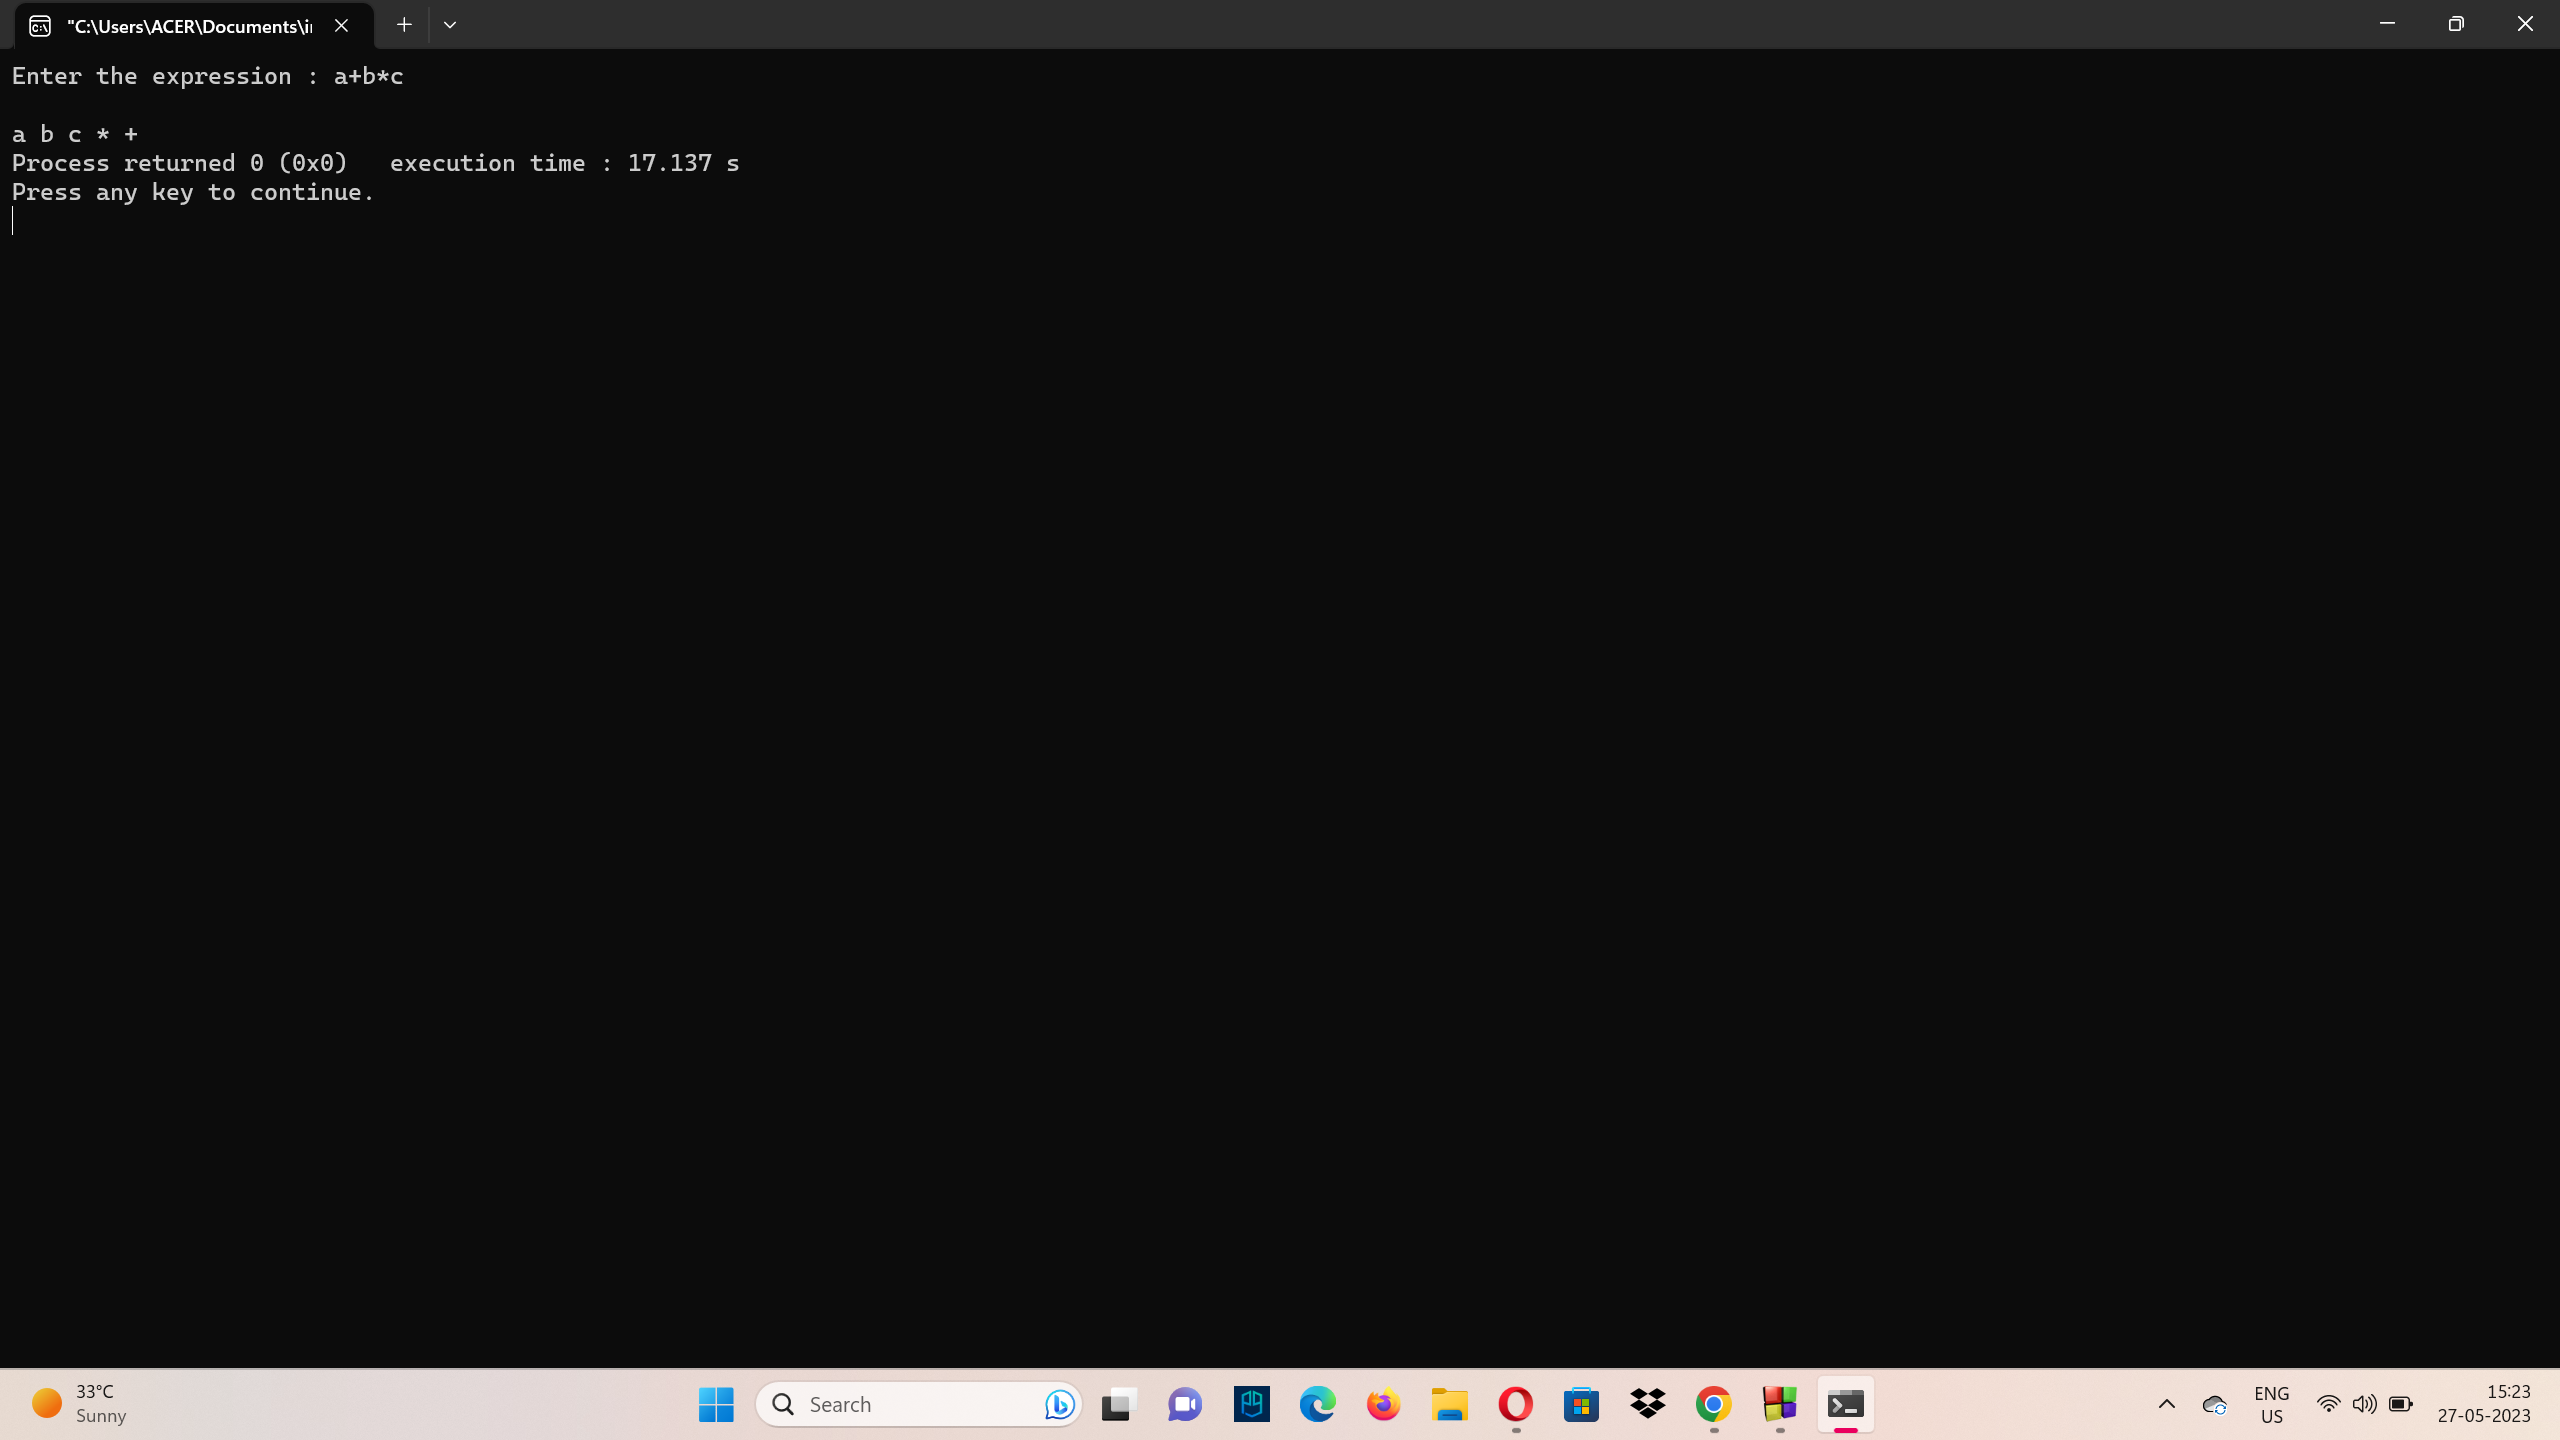 "C:\Users\ACER\Documents\in
Enter the expression : a+b*c
a b c * +
Process returned 0 (0x0)   execution time : 17.137 s
Press any key to continue.
33°C
Sunny
Search
ENG
US
15:23
27-05-2023